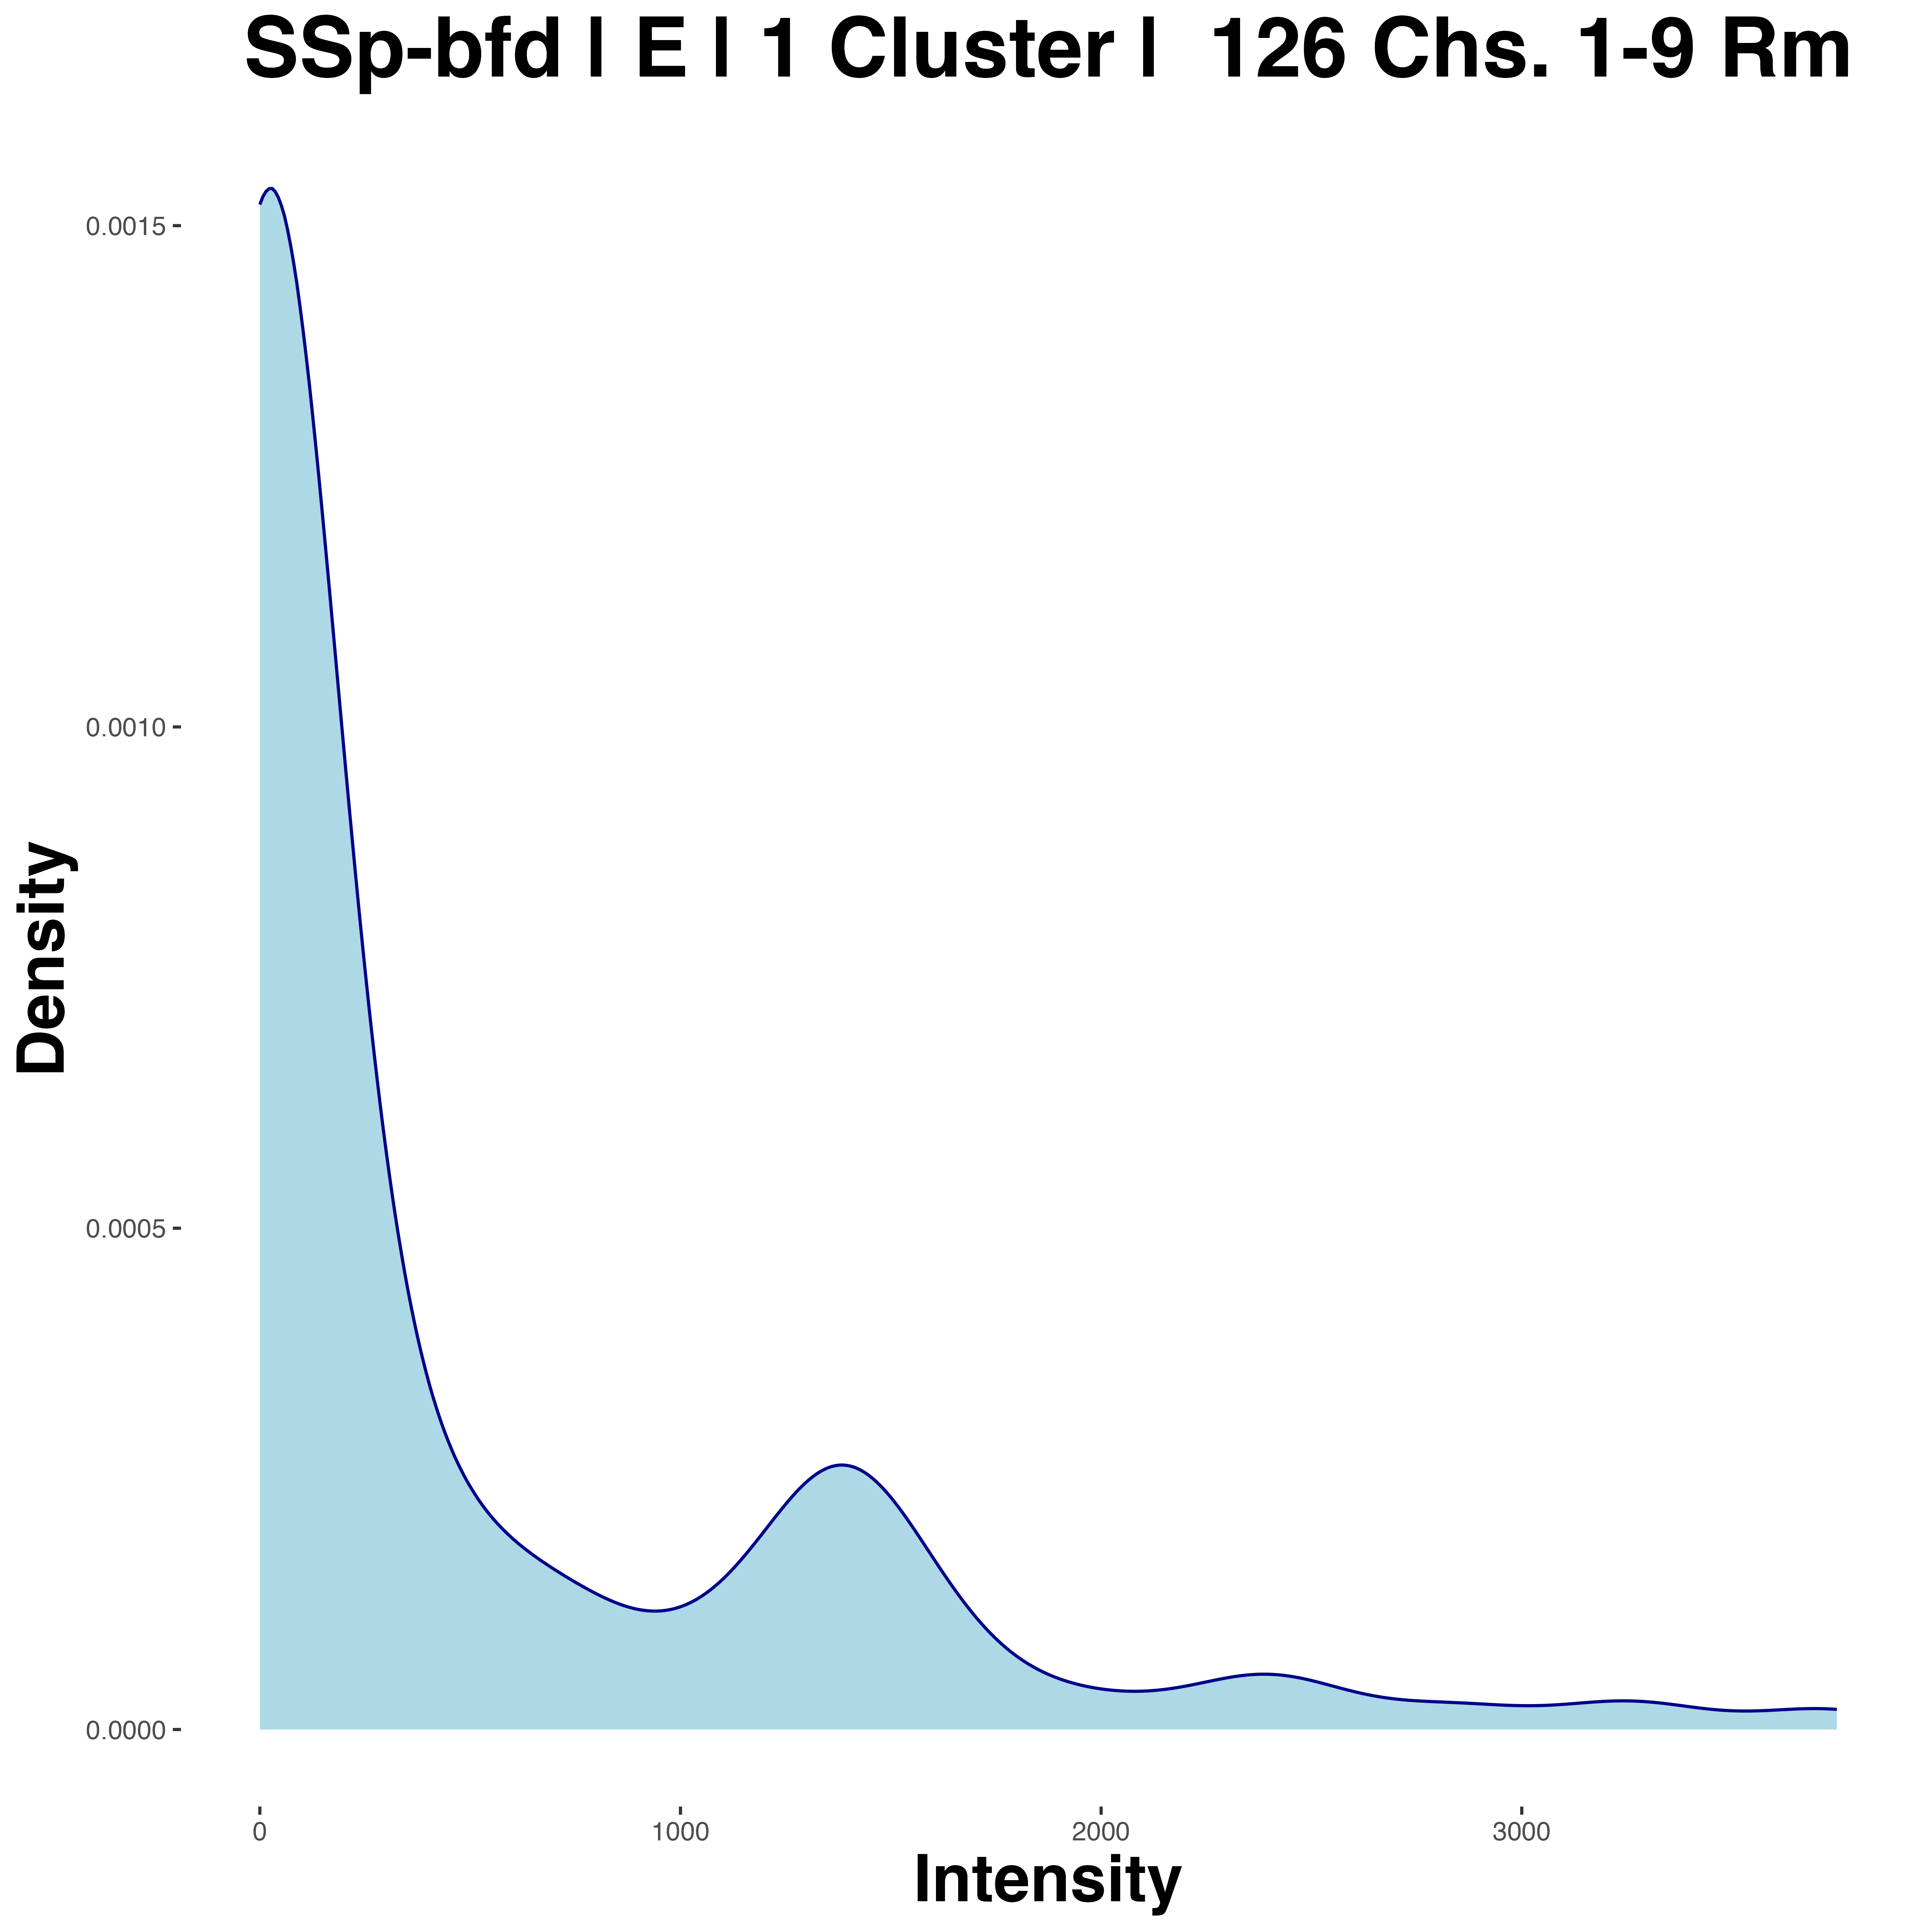 SSp-bfd | E | 1 Cluster |  126 Chs. 1-9 Rm
0.0015
0.0010
0.0005
0.0000
Density
0 1000 2000 3000
Intensity